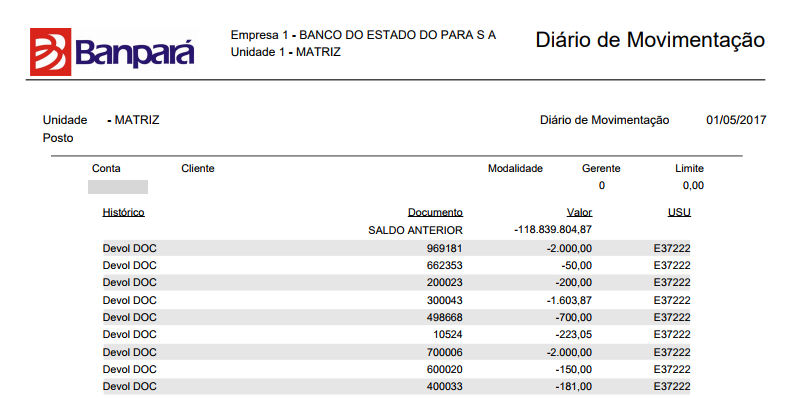 Banpará
Empresa 1 - BANCO DO ESTADO DO PARA S A
Unidade 1 - MATRIZ
Diário de Movimentação
Unidade - MATRIZ Diário de Movimentação 01/05/2017
Posto
Conta Cliente Modalidade Gerente Limite
0 0,00
Histórico Documento Valor USU
SALDO ANTERIOR -118.839.804,87
Devol DOC 969181 -2.000,00 E37222
Devol DOC 662353 -50,00 E37222
Devol DOC 200023 -200,00 E37222
Devol DOC 300043 -1.603,87 E37222
Devol DOC 498668 -700,00 E37222
Devol DOC 10524 -223,05 E37222
Devol DOC 700006 -2.000,00 E37222
Devol DOC 600020 -150,00 E37222
Devol DOC 400033 -181,00 E37222